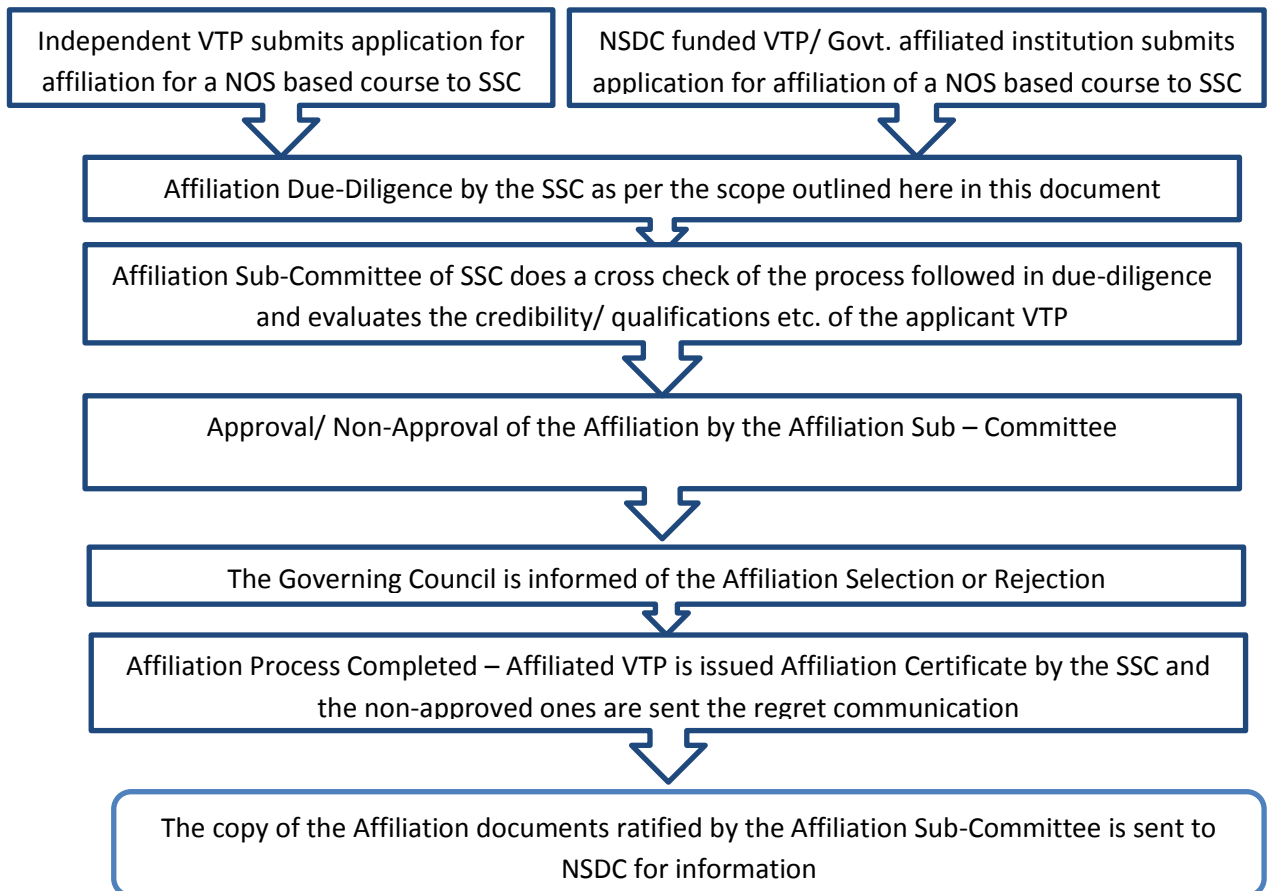 Independent VTP submits application for
affiliation for a NOS based course to SSC
NSDC funded VTP/ Govt. affiliated institution submits
application for affiliation of a NOS based course to SSC
Affiliation Due-Diligence by the SSC as per the scope outlined here in this document
Affiliation Sub-Committee of SSC does a cross check of the process followed in due-diligence
and evaluates the credibility/ qualifications etc. of the applicant VTP
Approval/ Non-Approval of the Affiliation by the Affiliation Sub – Committee
The Governing Council is informed of the Affiliation Selection or Rejection
Affiliation Process Completed – Affiliated VTP is issued Affiliation Certificate by the SSC and
the non-approved ones are sent the regret communication
The copy of the Affiliation documents ratified by the Affiliation Sub-Committee is sent to
NSDC for information